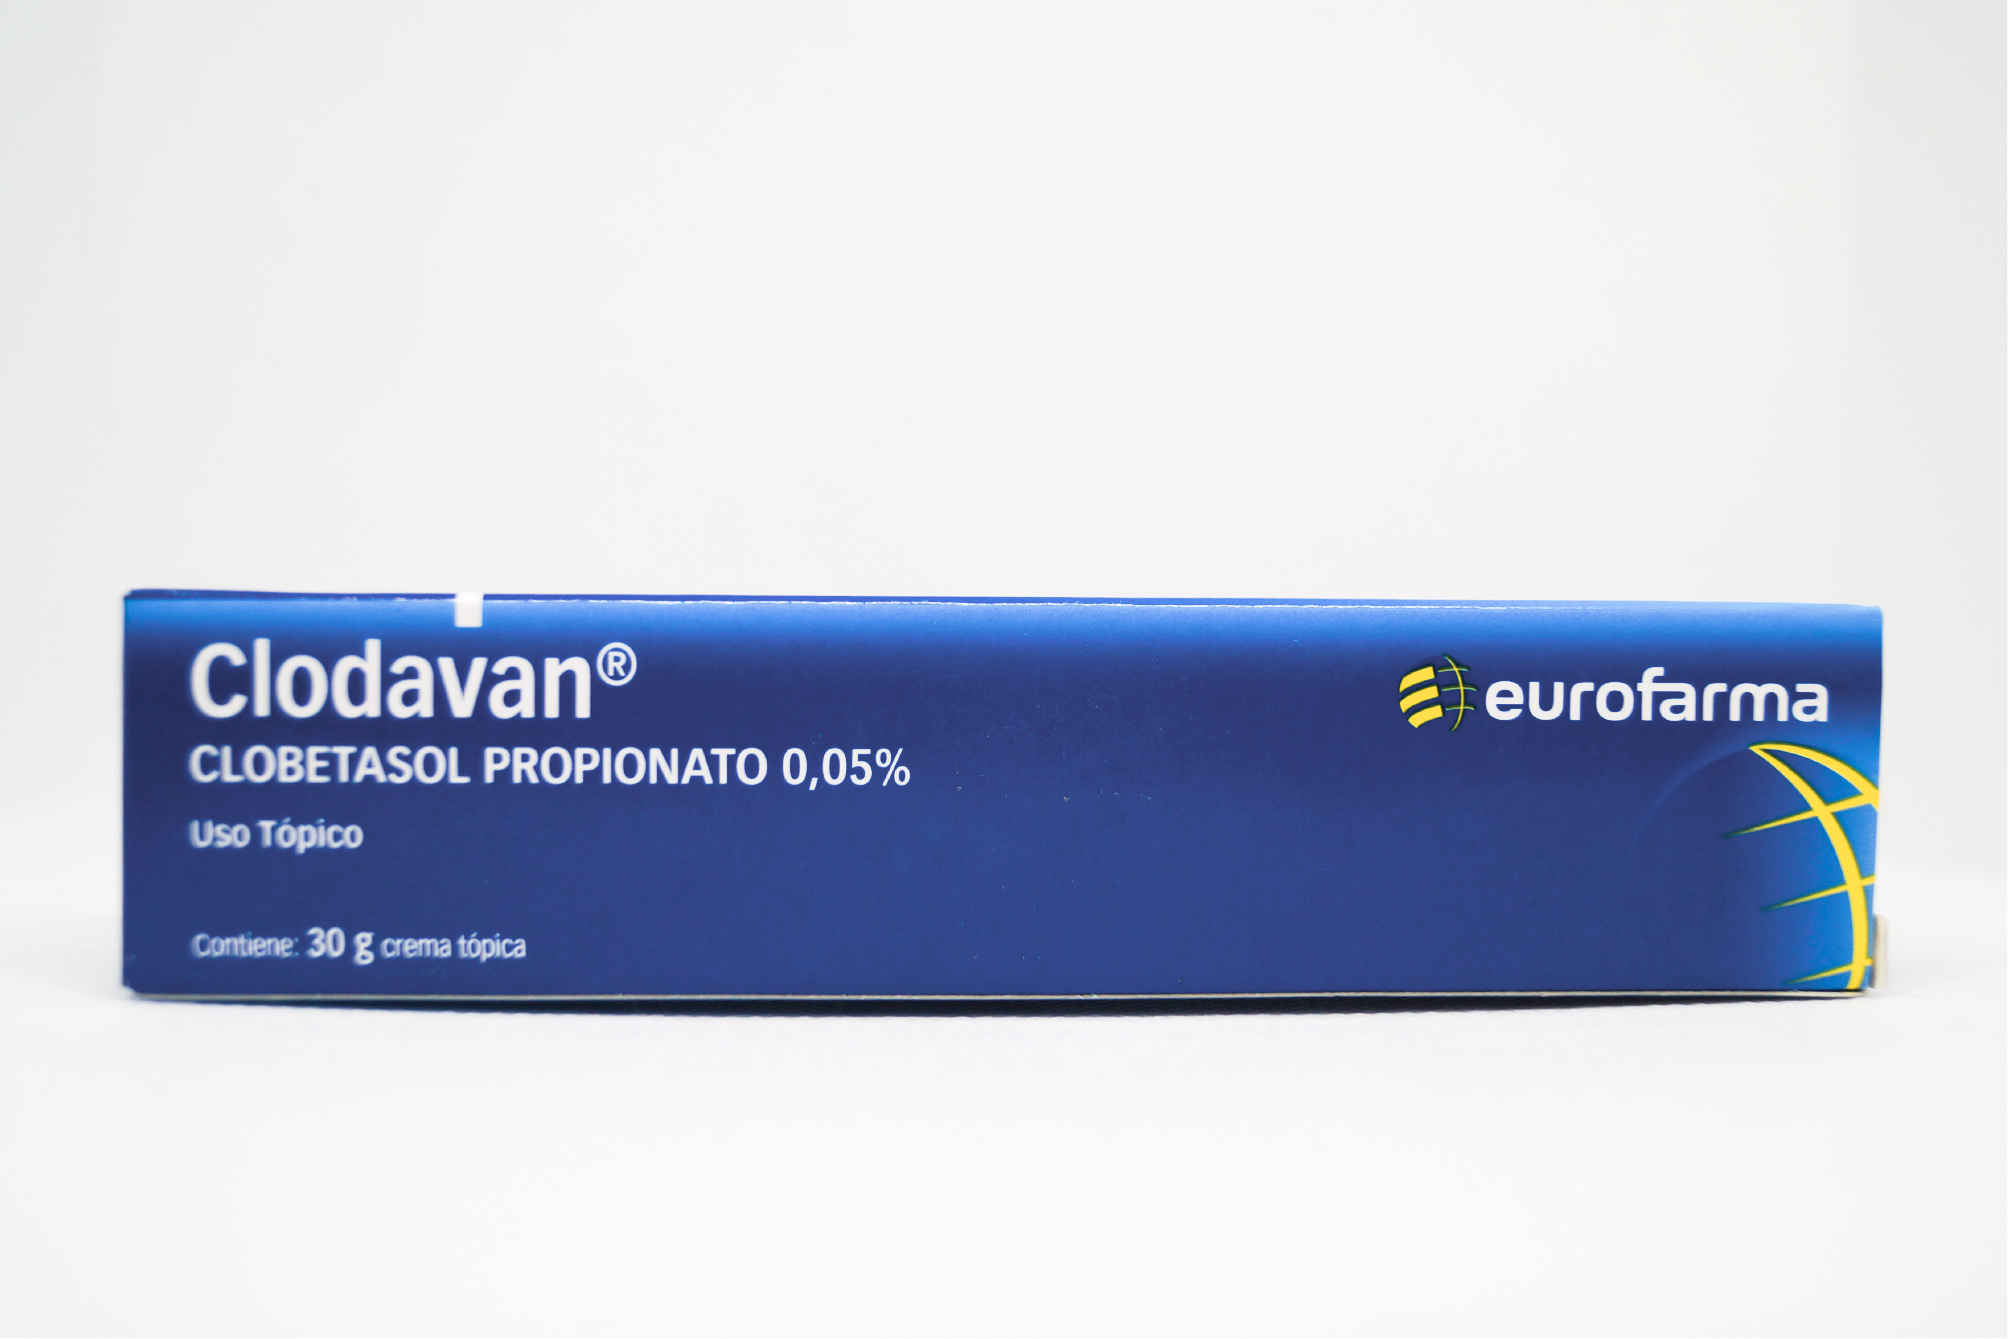 Clodavan®
eurofarma
CLOBETASOL PROPIONATO 0,05%
Uso Tópico
Contiene: 30 g crema tópica